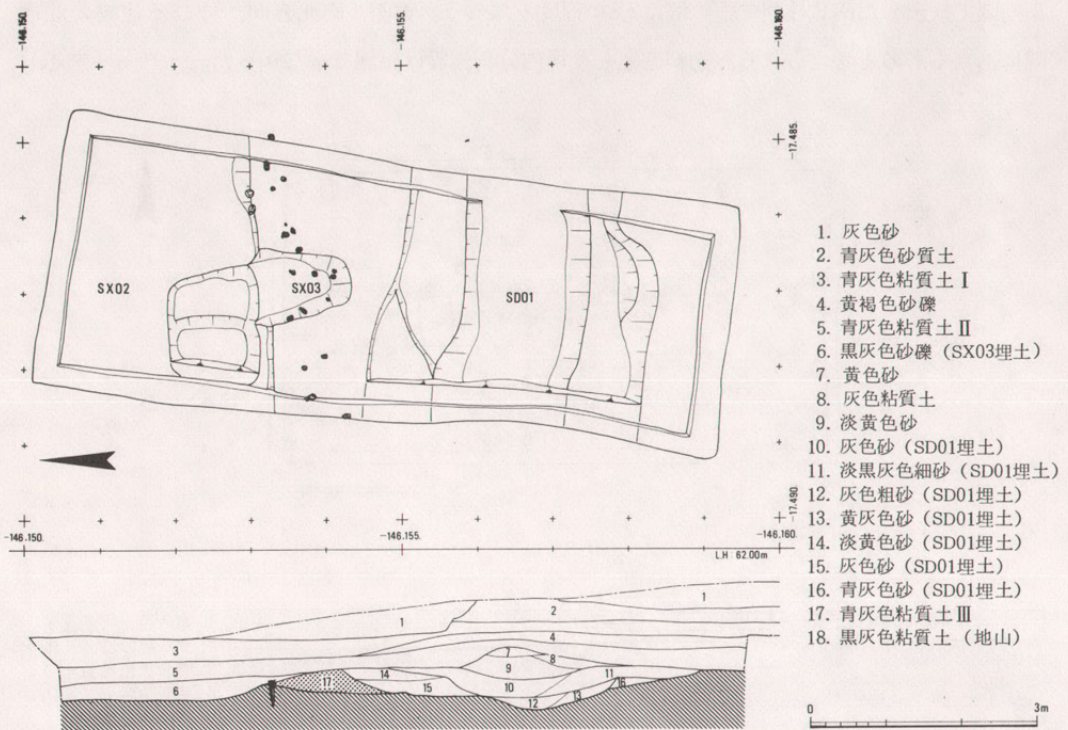 -146.150.
-146.155.
-146.160.
-17.485.
SX02
SX03
SD01
-17.490.
-146.150.
-146.155.
-146.160.
L.H 62.00m
1. 灰色砂
2. 青灰色砂質土
3. 青灰色粘質土Ⅰ
4. 黄褐色砂礫
5. 青灰色粘質土Ⅱ
6. 黒灰色砂礫（SX03埋土）
7. 黄色砂
8. 灰色粘質土
9. 淡黄色砂
10. 灰色砂（SD01埋土）
11. 淡黒灰色細砂（SD01埋土）
12. 灰色粗砂（SD01埋土）
13. 黄灰色砂（SD01埋土）
14. 淡黄色砂（SD01埋土）
15. 灰色砂（SD01埋土）
16. 青灰色砂（SD01埋土）
17. 青灰色粘質土Ⅲ
18. 黒灰色粘質土（地山）
1
2
1
3
4
7
8
5
9
14
11
17
6
15
10
16
13
12
0
3m